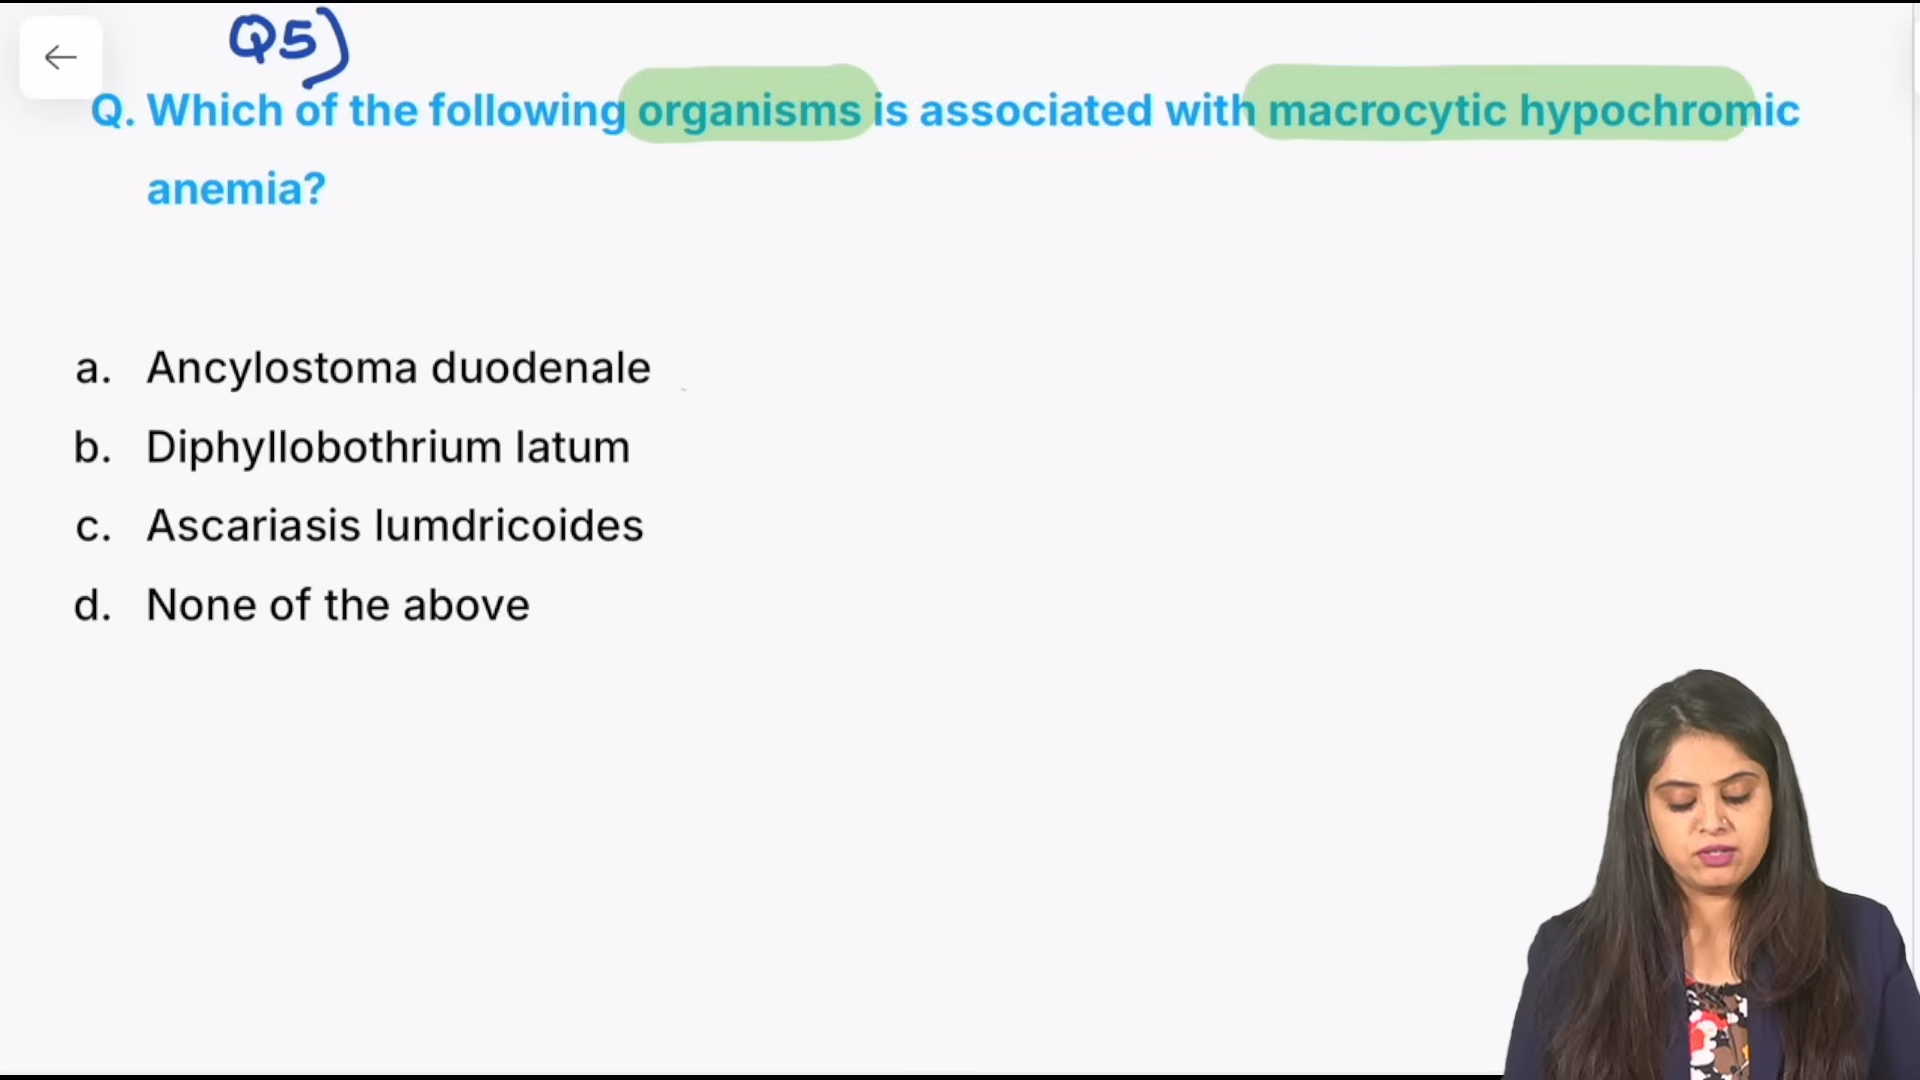 Q5)
Q. Which of the following organisms is associated with macrocytic hypochromic
anemia?
a. Ancylostoma duodenale
b. Diphyllobothrium latum
c. Ascariasis lumdricoides
d. None of the above